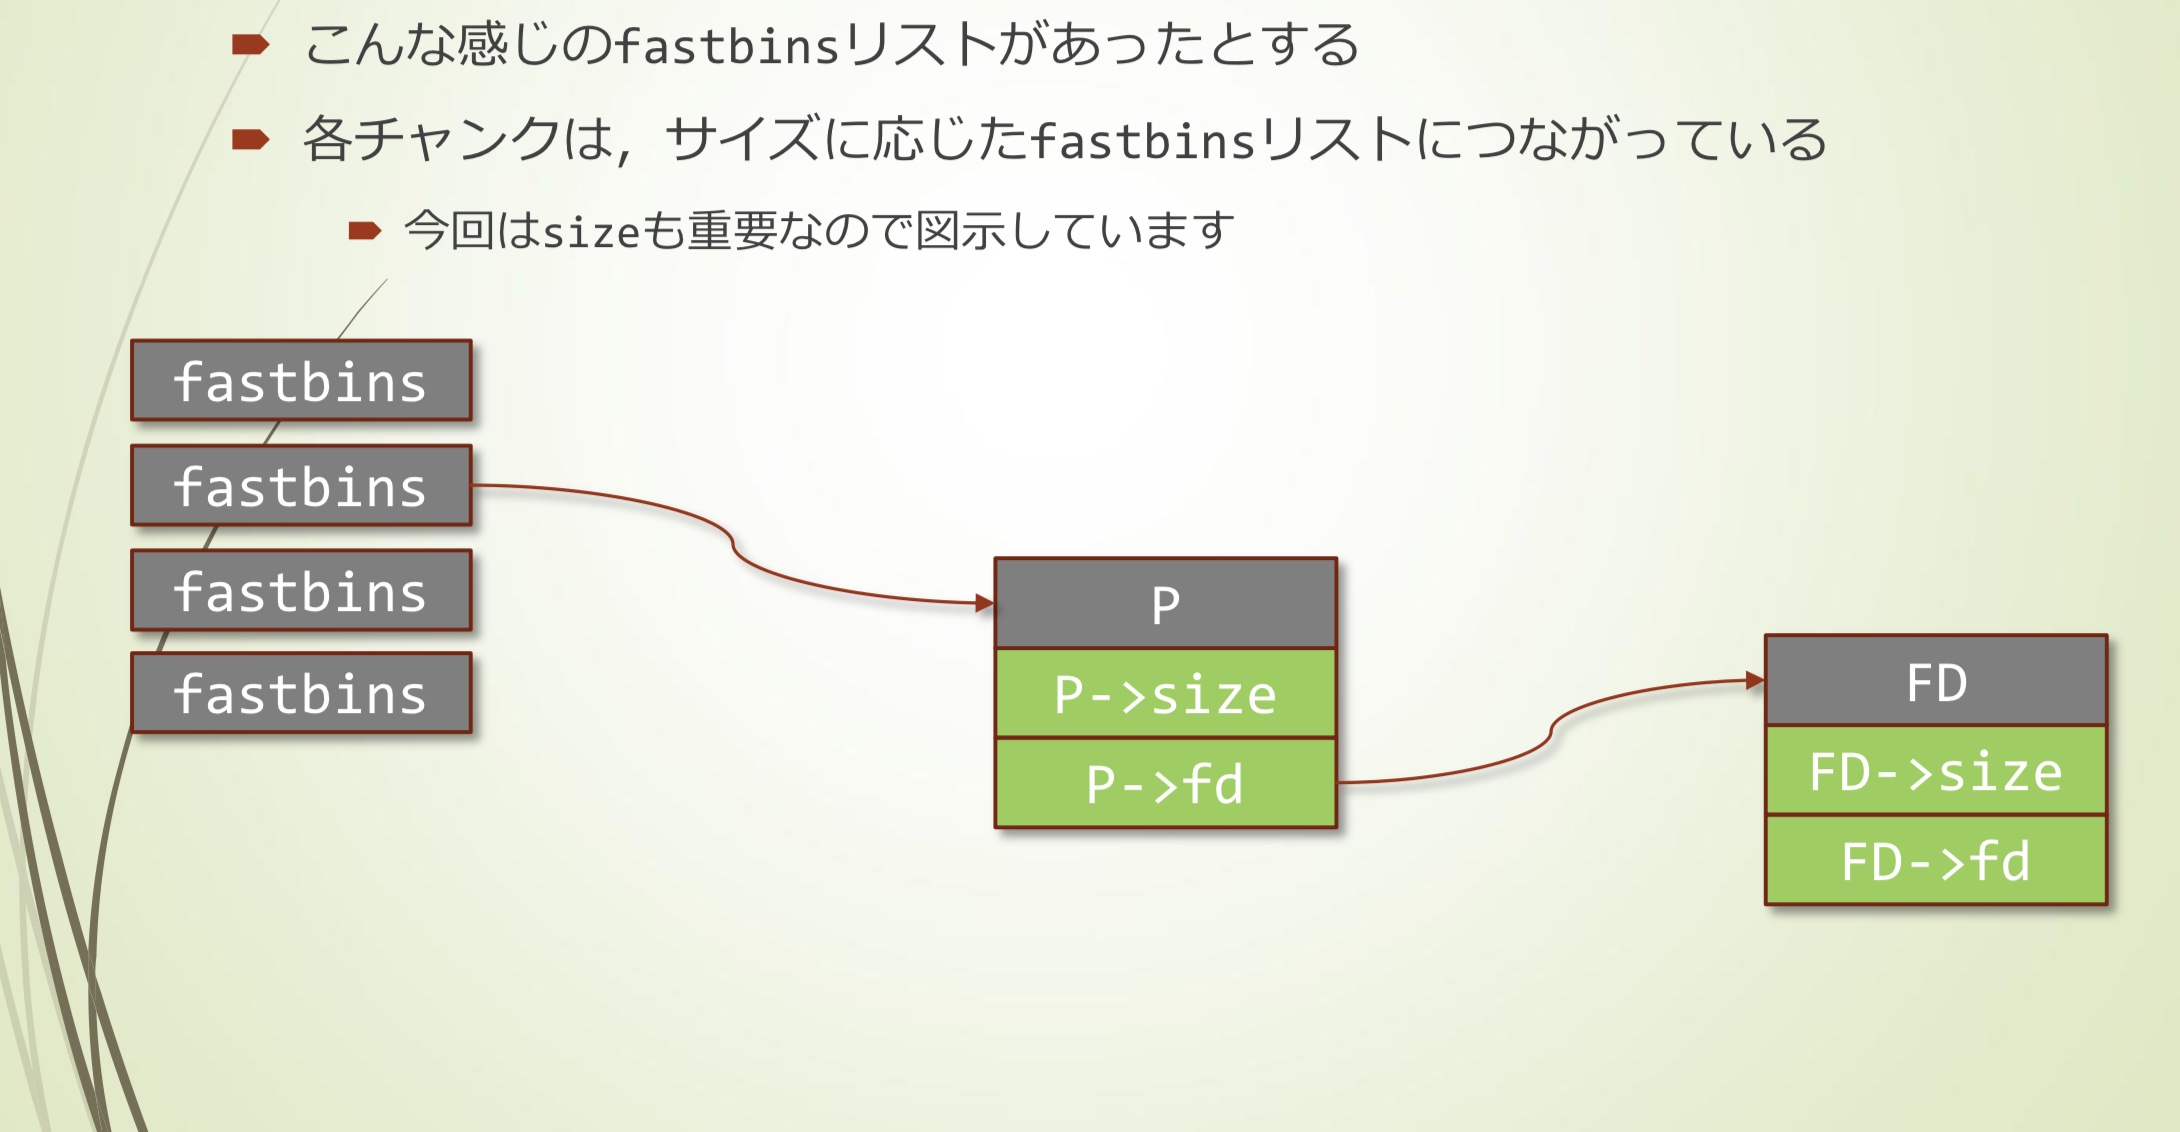 こんな感じのfastbinsリストがあったとする
各チャンクは，サイズに応じたfastbinsリストにつながっている
今回はsizeも重要なので図示しています
fastbins
fastbins
fastbins
fastbins
P
P->size
P->fd
FD
FD->size
FD->fd